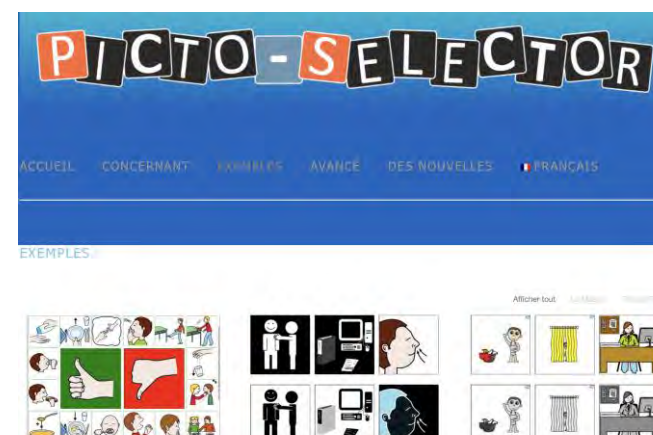 PICTO-SELECTOR
ACCUEIL CONCERNANT EXEMPLES AVANCÉ DES NOUVELLES FRANÇAIS
EXEMPLES
Afficher tout